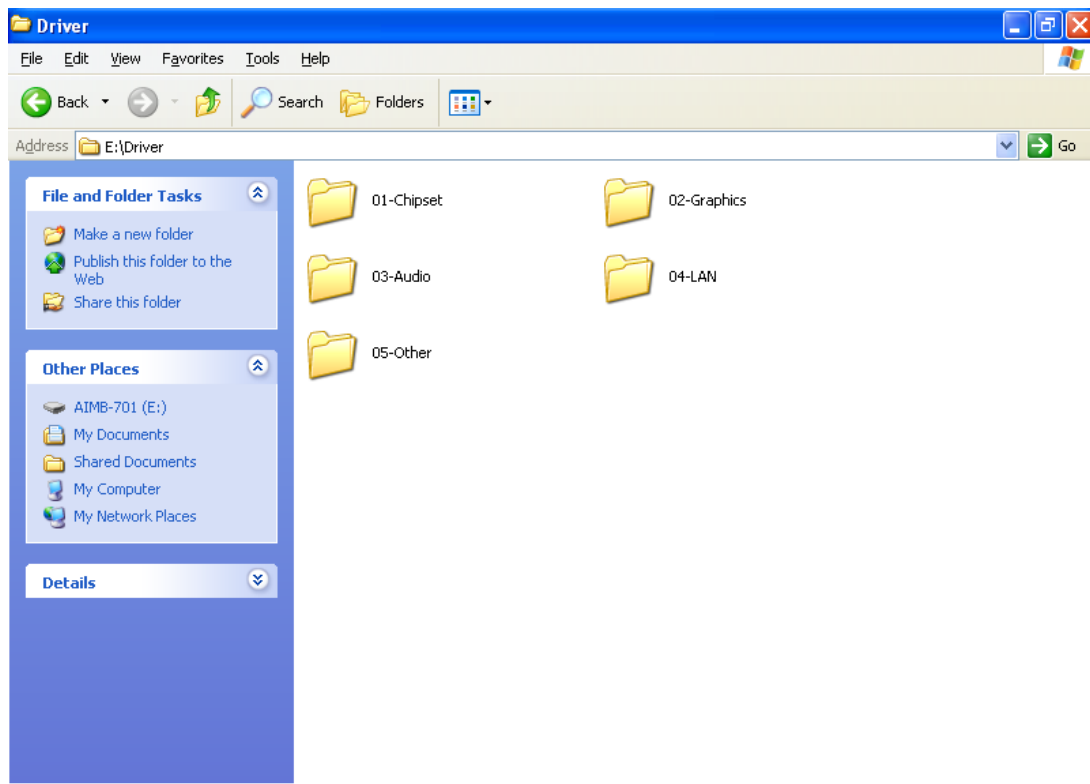 Driver
File Edit View Favorites Tools Help
Back Search Folders
Address E:\Driver Go
File and Folder Tasks
Make a new folder
Publish this folder to the
Web
Share this folder
Other Places
AIMB-701 (E:)
My Documents
Shared Documents
My Computer
My Network Places
Details
01-Chipset
02-Graphics
03-Audio
04-LAN
05-Other